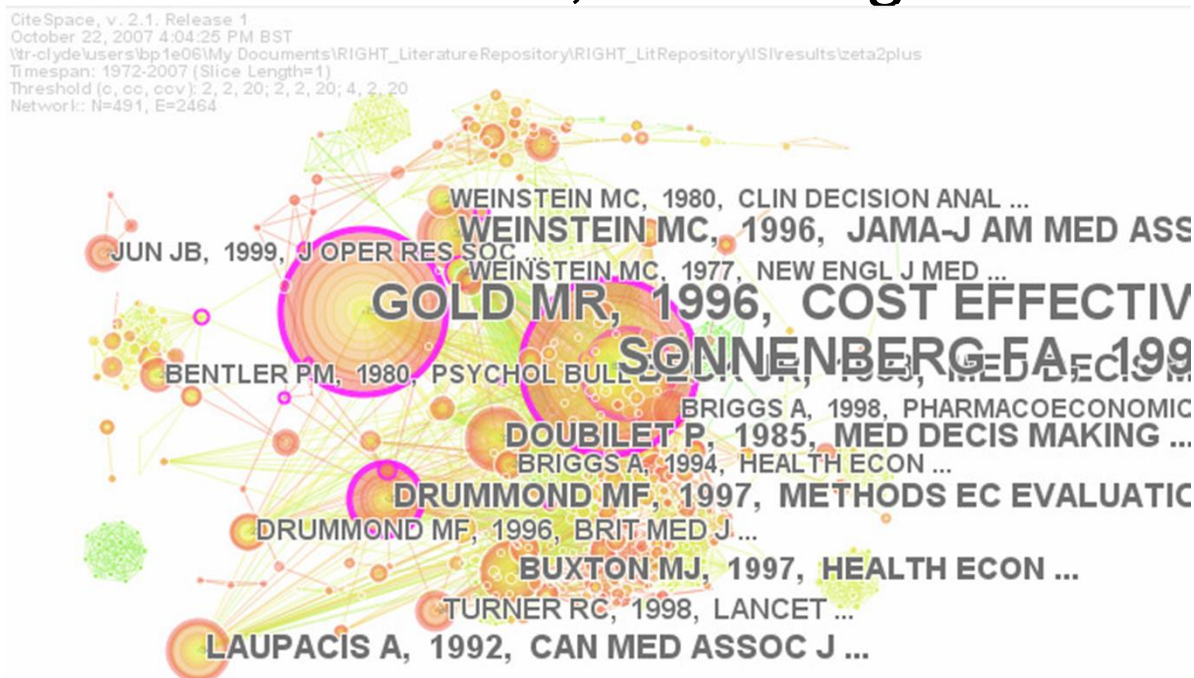 CiteSpace, v. 2.1. Release 1
October 22, 2007 4:04:25 PM BST
\\tr-clyde\users\bp1e06\My Documents\RIGHT_LiteratureRepository\RIGHT_LitRepository\ISI\results\zeta2plus
Timespan: 1972-2007 (Slice Length=1)
Threshold (c, cc, ccv): 2, 2, 20; 2, 2, 20; 4, 2, 20
Network: N=491, E=2464
WEINSTEIN MC, 1980, CLIN DECISION ANAL ...
WEINSTEIN MC, 1996, JAMA-J AM MED ASS
JUN JB, 1999, J OPER RES SOC ...
WEINSTEIN MC, 1977, NEW ENGL J MED ...
GOLD MR, 1996, COST EFFECTIV
SONNENBERG FA, 199
BENTLER PM, 1980, PSYCHOL BULL
MED DECIS M
BRIGGS A, 1998, PHARMACOECONOMIC
DOUBILET P, 1985, MED DECIS MAKING ...
BRIGGS A, 1994, HEALTH ECON ...
DRUMMOND MF, 1997, METHODS EC EVALUATIO
DRUMMOND MF, 1996, BRIT MED J ...
BUXTON MJ, 1997, HEALTH ECON ...
TURNER RC, 1998, LANCET ...
LAUPACIS A, 1992, CAN MED ASSOC J ...